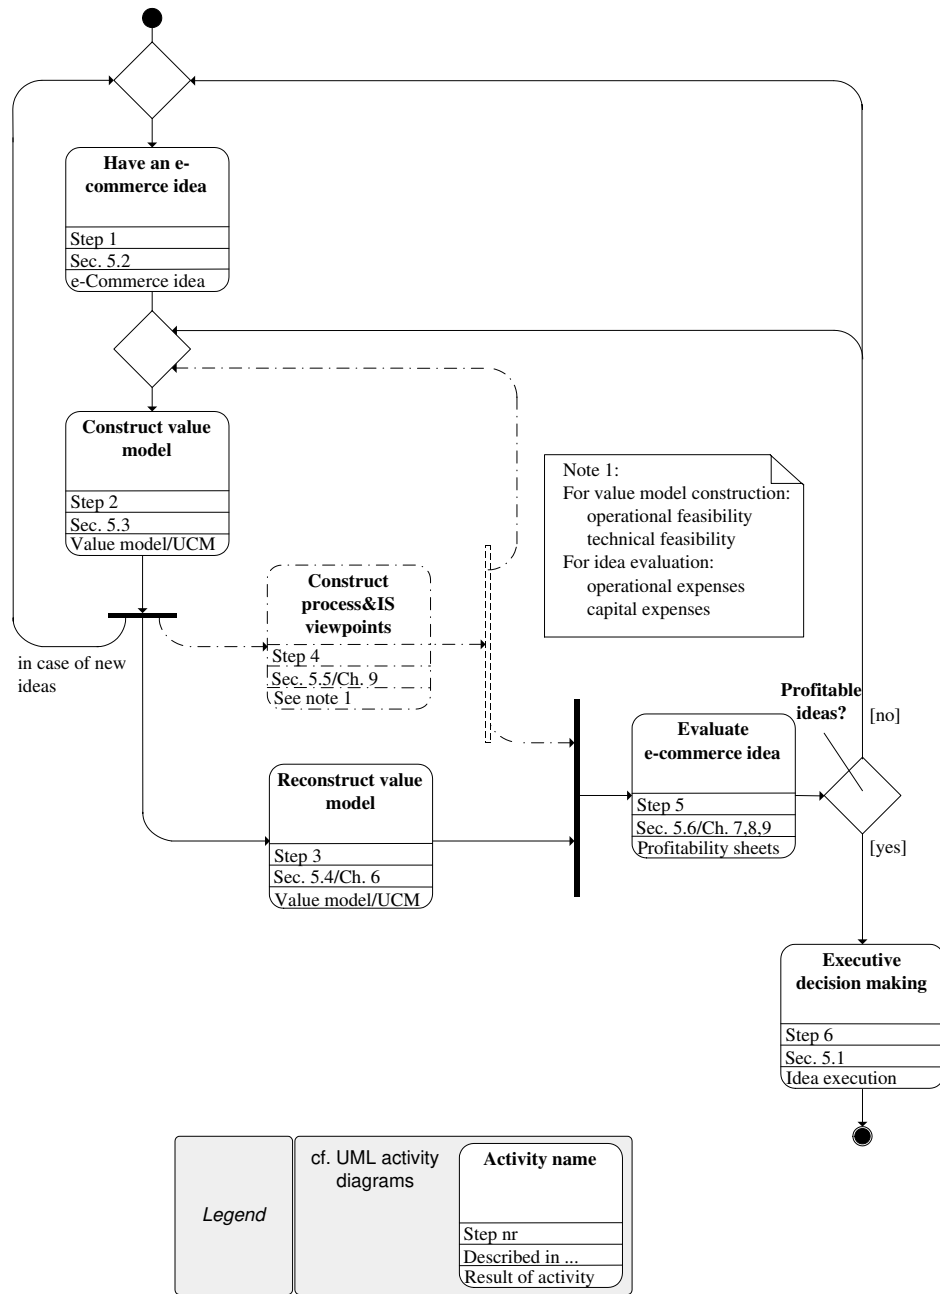 Have an e-
commerce idea
Step 1
Sec. 5.2
e-Commerce idea
Construct value
model
Step 2
Sec. 5.3
Value model/UCM
in case of new
ideas
Construct
process&IS
viewpoints
Step 4
Sec. 5.5/Ch. 9
See note 1
Note 1:
For value model construction:
operational feasibility
technical feasibility
For idea evaluation:
operational expenses
capital expenses
Reconstruct value
model
Step 3
Sec. 5.4/Ch. 6
Value model/UCM
Evaluate
e-commerce idea
Step 5
Sec. 5.6/Ch. 7,8,9
Profitability sheets
Profitable
ideas?
[no]
[yes]
Executive
decision making
Step 6
Sec. 5.1
Idea execution
Legend
cf. UML activity
diagrams
Activity name
Step nr
Described in ...
Result of activity